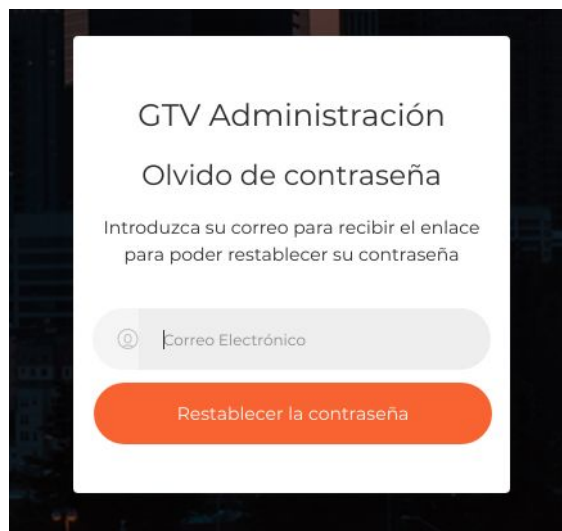 GTV Administración
Olvido de contraseña
Introduzca su correo para recibir el enlace
para poder restablecer su contraseña
Correo Electrónico
Restablecer la contraseña